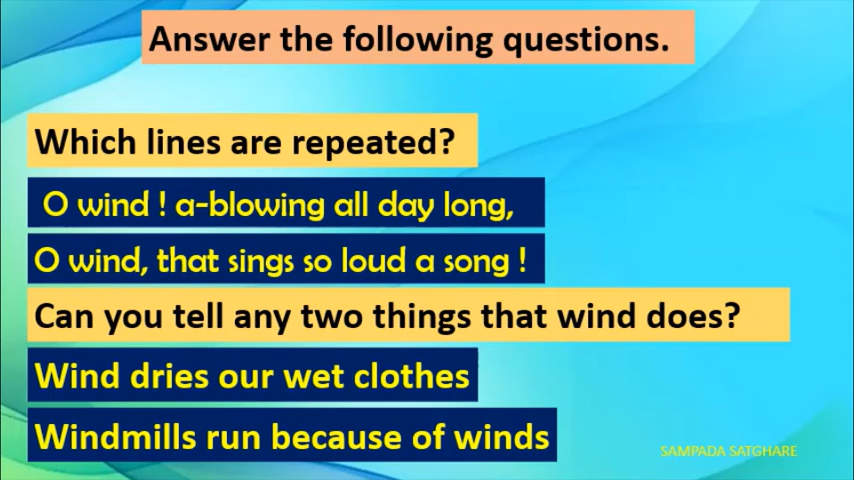 Answer the following questions.
Which lines are repeated?
O wind ! a-blowing all day long,
O wind, that sings so loud a song !
Can you tell any two things that wind does?
Wind dries our wet clothes
Windmills run because of winds
SAMPADA SATGHARE